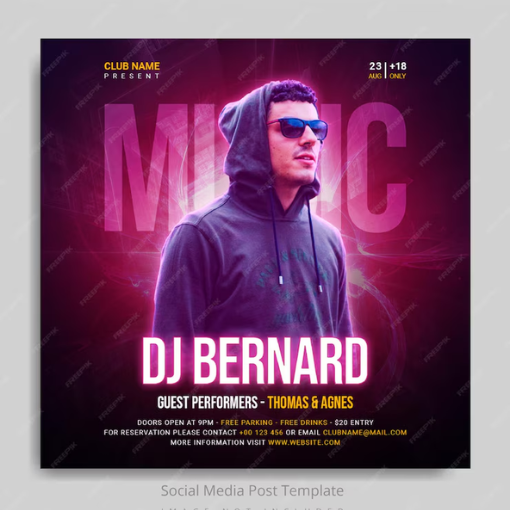 CLUB NAME
PRESENT
23 +18
AUG ONLY
MUSIC
DJ BERNARD
GUEST PERFORMERS - THOMAS & AGNES
DOORS OPEN AT 9PM - FREE PARKING - FREE DRINKS - $20 ENTRY
FOR RESERVATION PLEASE CONTACT +00 123 456 OR EMAIL CLUBNAME@MAIL.COM
MORE INFORMATION VISIT WWW.WEBSITE.COM
Social Media Post Template